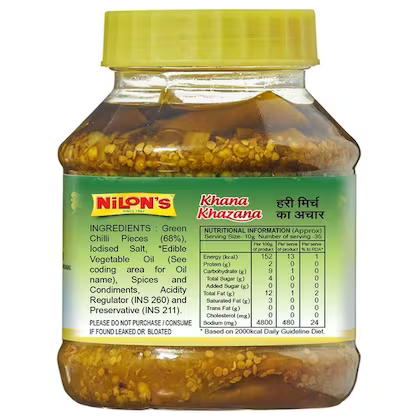 NiLON'S
SINCE 1962
Khana
Khazana
हरी मिर्च
का अचार
INGREDIENTS : Green
Chilli Pieces (68%),
Iodised Salt, *Edible
Vegetable Oil (See
coding area for Oil
name), Spices and
Condiments, Acidity
Regulator (INS 260) and
Preservative (INS 211).
PLEASE DO NOT PURCHASE / CONSUME
IF FOUND LEAKED OR BLOATED
NUTRITIONAL INFORMATION (Approx)
Serving Size- 10g Number of serving -35
Per 100g of product Per serve of product Per serve % to RDA*
Energy (kcal) 152 13 1
Protein (g) 2 0 0
Carbohydrate (g) 9 1 0
Total Sugar (g) 4 0 0
Added Sugar (g) 0 0 0
Total Fat (g) 12 1 2
Saturated Fat (g) 3 0 0
Trans Fat (g) 0 0 0
Cholesterol (mg) 0 0 0
Sodium (mg) 4800 480 24
* Based on 2000kcal Daily Guideline Diet.